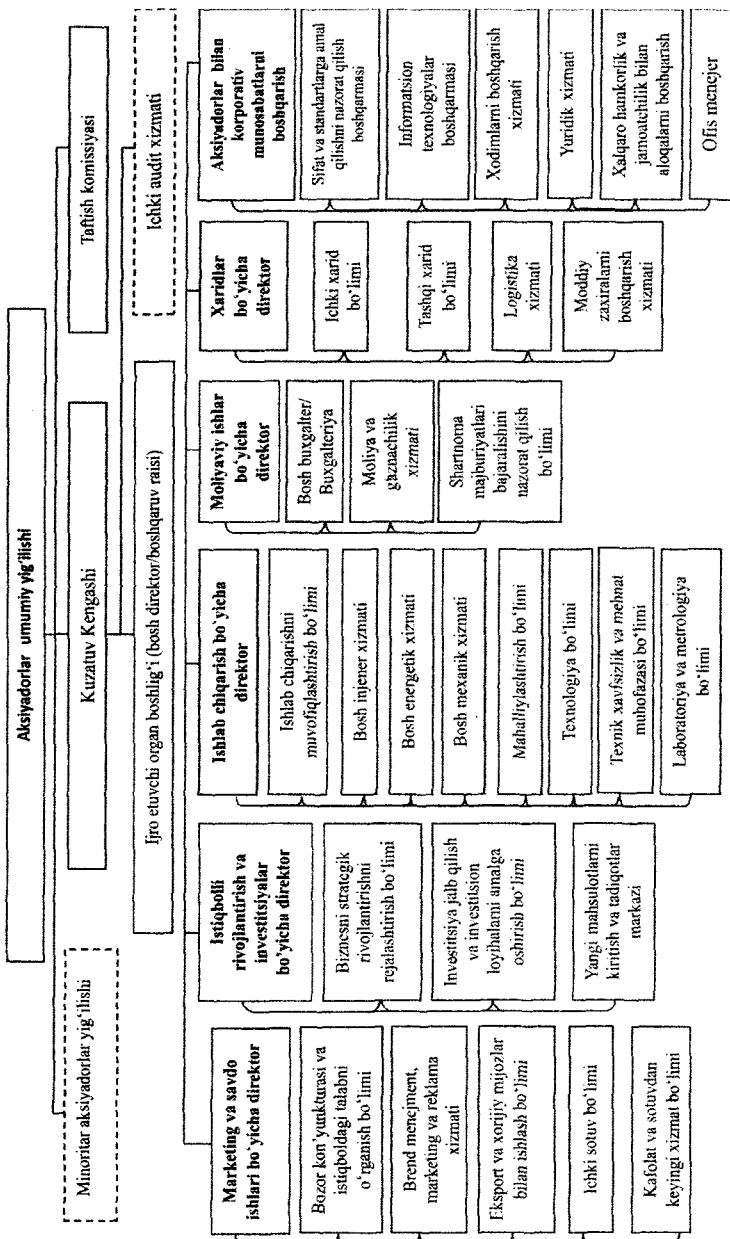 Aksiyadorlar umumiy yig‘ilishi
Minoritar aksiyadorlar yig‘ilishi
Kuzatuv Kengashi
Taftish komissiyasi
Ijro etuvchi organ boshlig‘i (bosh direktor/boshqaruv raisi)
Ichki audit xizmati
Marketing va savdo
ishlari bo‘yicha direktor
Bozor kon’yunkturasi va
istiqboldagi talabni
o‘rganish bo‘limi
Brend menejment,
marketing va reklama
xizmati
Eksport va xorijiy mijozlar
bilan ishlash bo‘limi
Ichki sotuv bo‘limi
Kafolat va sotuvdan
keyingi xizmat bo‘limi
Istiqbolli
rivojlantirish va
investitsiyalar
bo‘yicha direktor
Biznesni strategik
rivojlantirishni
rejalashtirish bo‘limi
Investitsiya jalb qilish
va investitsion
loyihalarni amalga
oshirish bo‘limi
Yangi mahsulotlarni
kiritish va tadiqotlar
markazi
Ishlab chiqarish bo‘yicha
direktor
Ishlab chiqarishni
muvofiqlashtirish bo‘limi
Bosh injener xizmati
Bosh energetik xizmati
Bosh mexanik xizmati
Mahalliylashtirish bo‘limi
Texnologiya bo‘limi
Texnik xavfsizlik va mehnat
muhofazasi bo‘limi
Laboratoriya va metrologiya
bo‘limi
Moliyaviy ishlar
bo‘yicha
direktor
Bosh buxgalter/
Buxgalteriya
Moliya va
gaznachilik
xizmati
Shartnoma
majburiyatlari
bajaralishini
nazorat qilish
bo‘limi
Xaridlar
bo‘yicha
direktor
Ichki xarid
bo‘limi
Tashqi xarid
bo‘limi
Logistika
xizmati
Moddiy
zaxiralarni
boshqarish
xizmati
Aksiyadorlar bilan
korporativ
munosabatlarni
boshqarish
Sifat va standartlarga amal
qilishni nazorat qilish
boshqarmasi
Informatsion
texnologiyalar
boshqarmasi
Xodimlarni boshqarish
xizmati
Yuridik xizmati
Xalqaro hankorlik va
jamoatchilik bilan
aloqalarni boshqarish
Ofis menejer